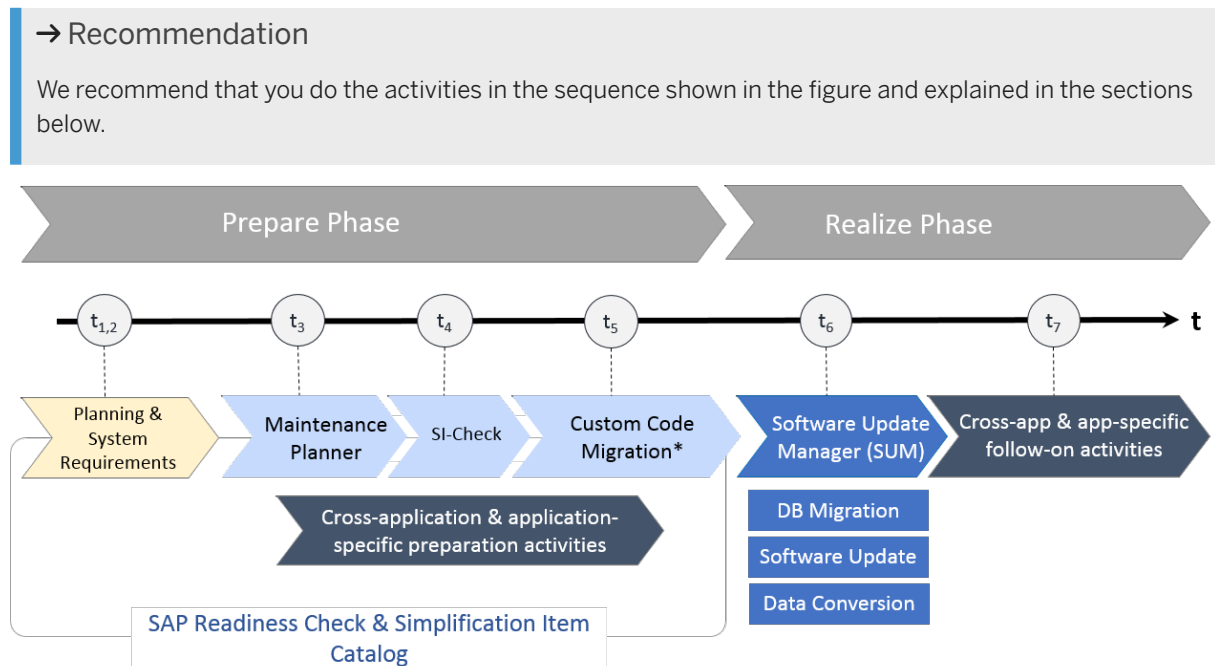 → Recommendation
We recommend that you do the activities in the sequence shown in the figure and explained in the sections
below.
Prepare Phase
Realize Phase
t1,2
t3
t4
t5
t6
t7
t
Planning &
System
Requirements
Maintenance
Planner
SI-Check
Custom Code
Migration*
Software Update
Manager (SUM)
Cross-app & app-specific
follow-on activities
Cross-application & application-
specific preparation activities
DB Migration
Software Update
Data Conversion
SAP Readiness Check & Simplification Item
Catalog